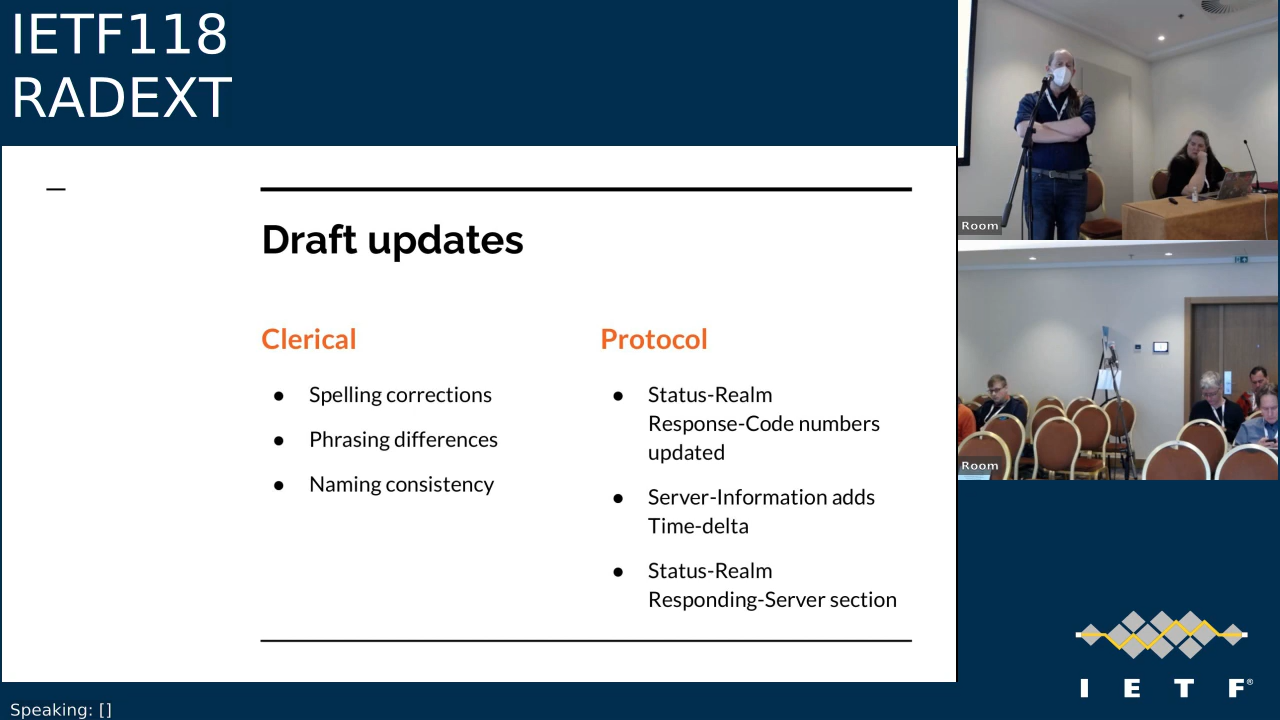 IETF118
RADEXT
Draft updates
Clerical
● Spelling corrections
● Phrasing differences
● Naming consistency
Protocol
● Status-Realm
Response-Code numbers
updated
● Server-Information adds
Time-delta
● Status-Realm
Responding-Server section
Room
Room
I E T F®
Speaking: []